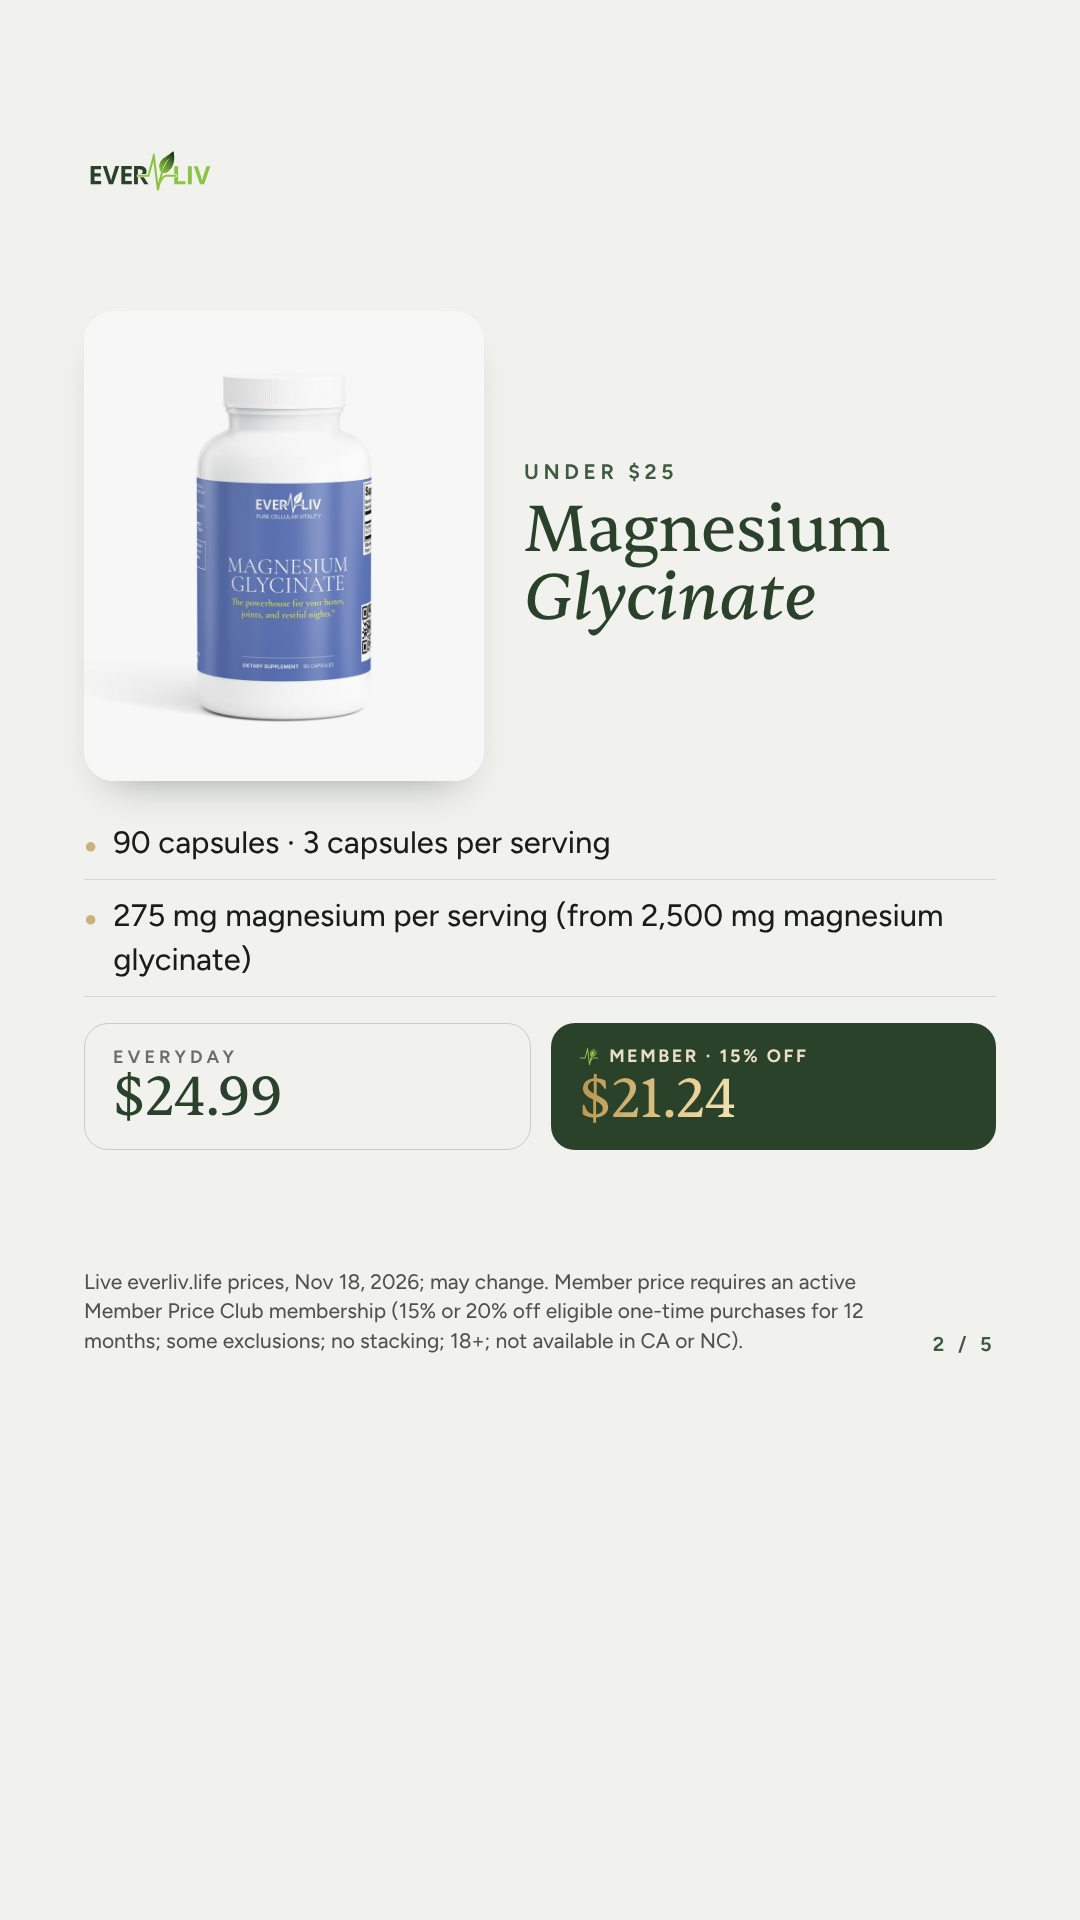 EVERLIV
EVERLIV
PURE CELLULAR VITALITY
MAGNESIUM
GLYCINATE
The powerhouse for your bones,
joints, and restful nights.*
DIETARY SUPPLEMENT 90 CAPSULES
UNDER $25
Magnesium
Glycinate
• 90 capsules · 3 capsules per serving
• 275 mg magnesium per serving (from 2,500 mg magnesium
glycinate)
EVERYDAY
$24.99
MEMBER · 15% OFF
$21.24
Live everliv.life prices, Nov 18, 2026; may change. Member price requires an active
Member Price Club membership (15% or 20% off eligible one-time purchases for 12
months; some exclusions; no stacking; 18+; not available in CA or NC).
2 / 5